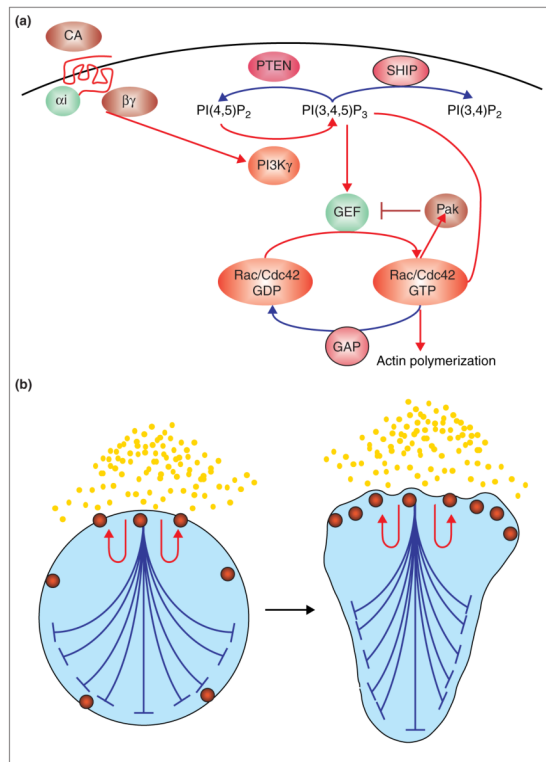 (a)
CA
PTEN
SHIP
αi
βγ
PI(4,5)P2
PI(3,4,5)P3
PI(3,4)P2
PI3Kγ
GEF
Pak
Rac/Cdc42
GDP
Rac/Cdc42
GTP
GAP
Actin polymerization
(b)